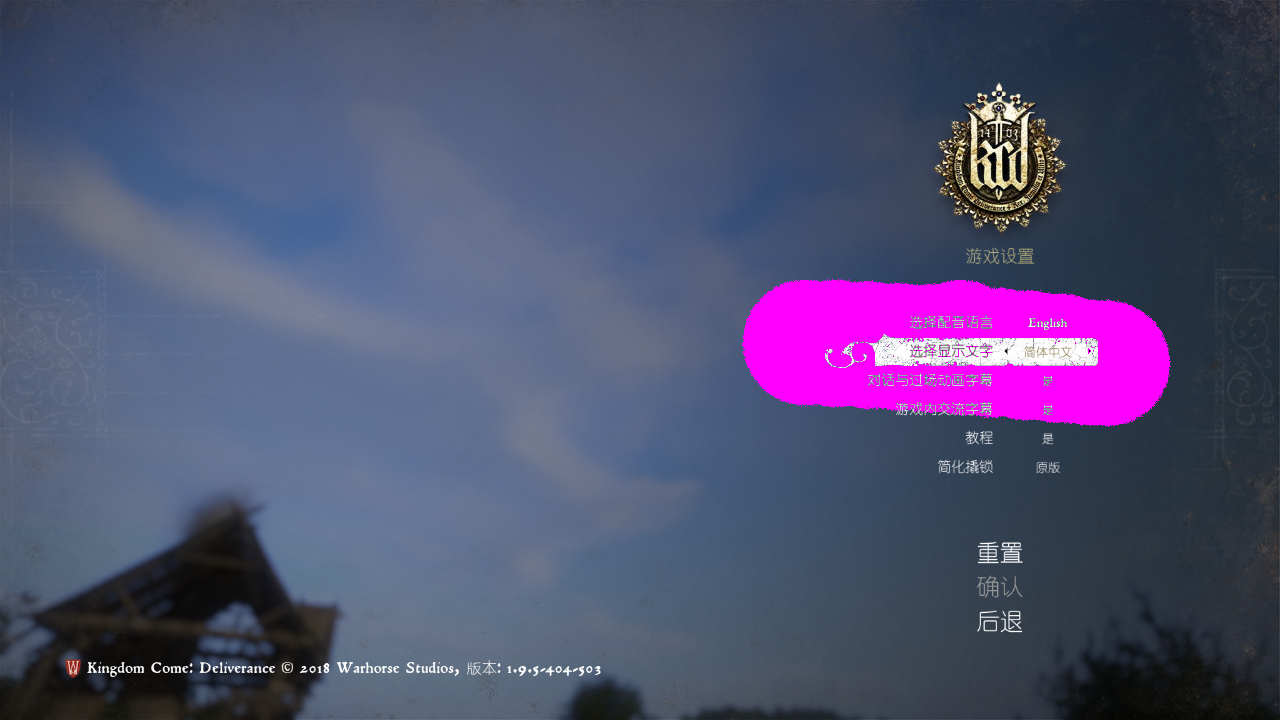 1403
游戏设置
选择配音语言 English
选择显示文字 简体中文
对话与过场动画字幕 是
游戏内交流字幕 是
教程 是
简化撬锁 原版
重置
确认
后退
Kingdom Come: Deliverance © 2018 Warhorse Studios, 版本: 1.9.5-404-503